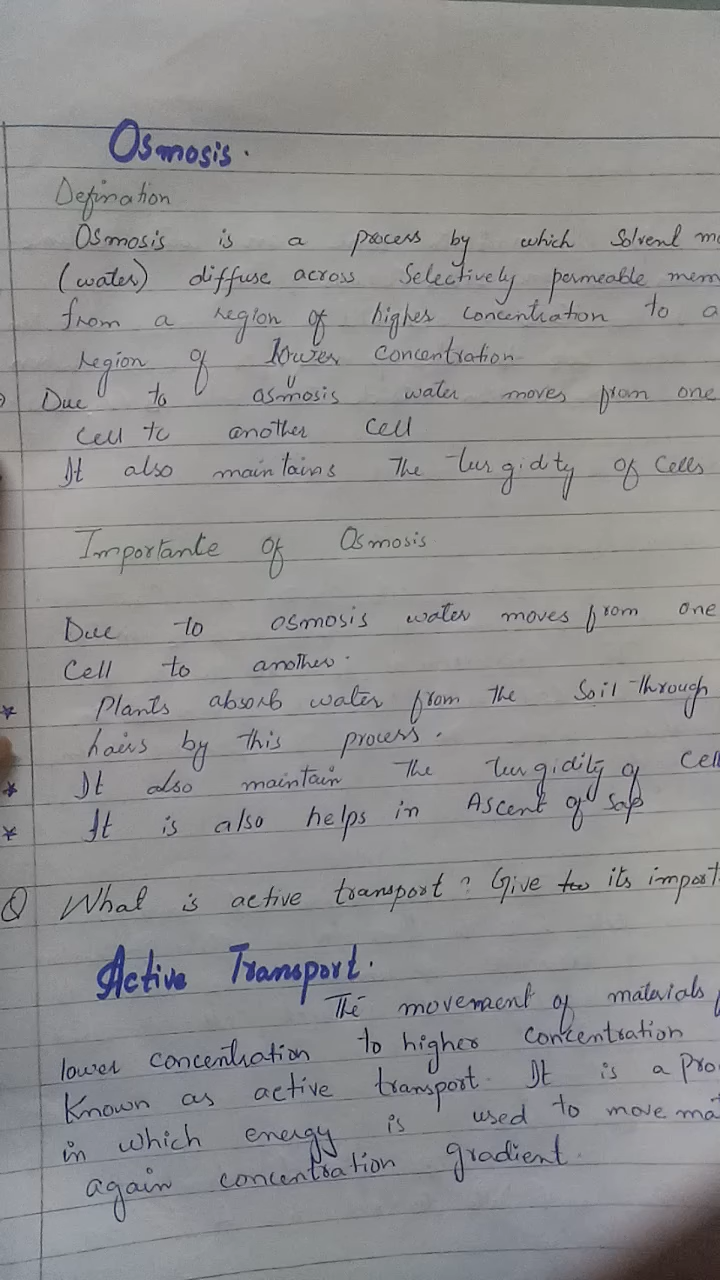 Osmosis.
Defination
Osmosis is a process by which Solvent mo
(water) diffuse across Selectively permeable mem
from a region of higher concentration to a
region of lower concentration
Due to osmosis water moves from one
cell to another cell
It also maintains the turgidity of cells
Importante of Osmosis
Due to osmosis water moves from one
Cell to another.
* Plants absorb water from the Soil through
hairs by this process.
* It also maintain the turgidity of cell
* It is also helps in Ascent of Sap
Q What is active transport? Give its import
Active Transport.
The movement of materials f
lower concentration to higher concentration
Known as active transport. It is a pro
in which energy is used to move ma
again concentration gradient.